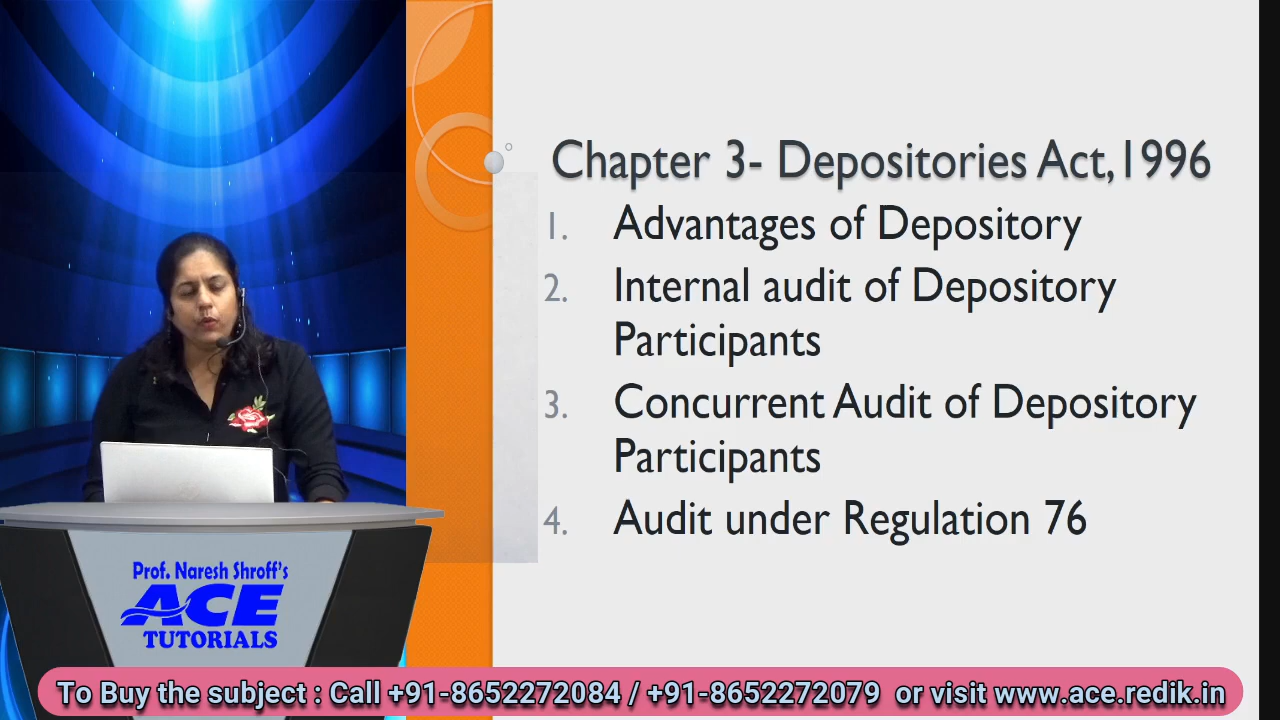 Chapter 3- Depositories Act,1996
1. Advantages of Depository
2. Internal audit of Depository
Participants
3. Concurrent Audit of Depository
Participants
4. Audit under Regulation 76
Prof. Naresh Shroff's
ACE
TUTORIALS
To Buy the subject : Call +91-8652272084 / +91-8652272079 or visit www.ace.redik.in